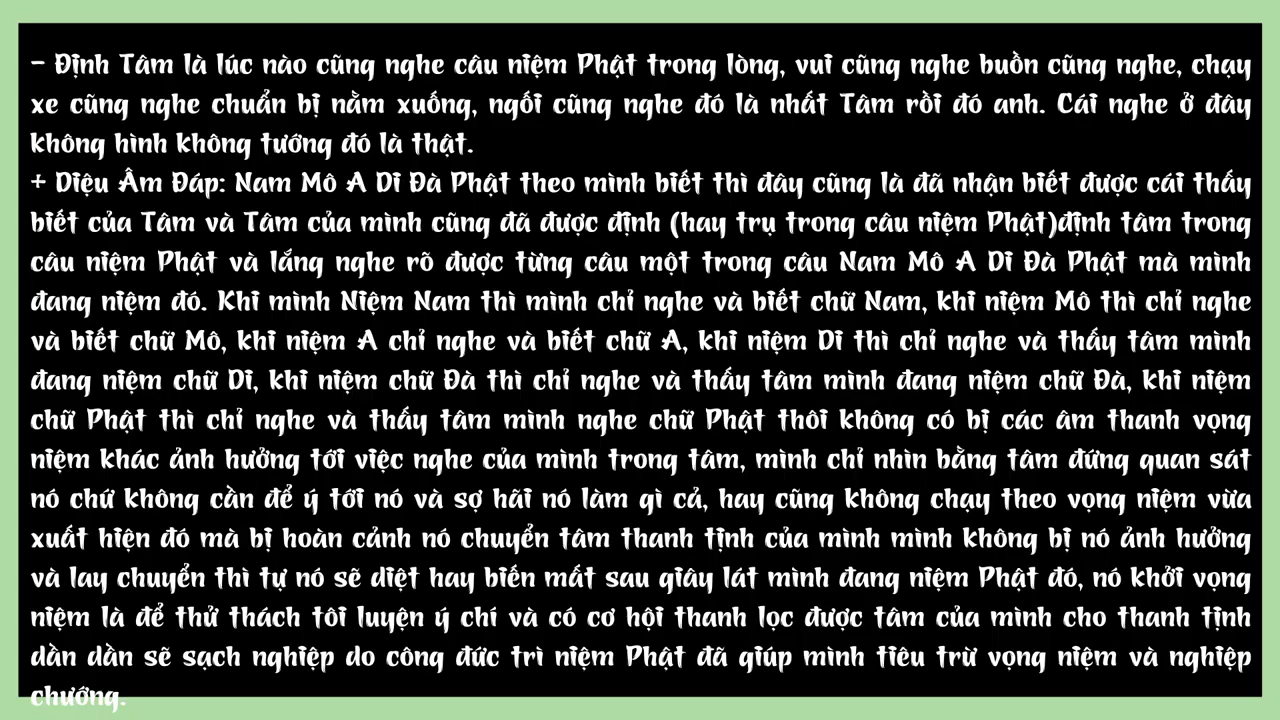 – Định Tâm là lúc nào cũng nghe câu niệm Phật trong lòng, vui cũng nghe buồn cũng nghe, chạy
xe cũng nghe chuẩn bị nằm xuống, ngối cũng nghe đó là nhất Tâm rồi đó anh. Cái nghe ở đây
không hình không tướng đó là thật.
+ Diệu Âm Đáp: Nam Mô A Di Đà Phật theo mình biết thì đây cũng là đã nhận biết được cái thấy
biết của Tâm và Tâm của mình cũng đã được định (hay trụ trong câu niệm Phật)định tâm trong
câu niệm Phật và lắng nghe rõ được từng câu một trong câu Nam Mô A Di Đà Phật mà mình
đang niệm đó. Khi mình Niệm Nam thì mình chỉ nghe và biết chữ Nam, khi niệm Mô thì chỉ nghe
và biết chữ Mô, khi niệm A chỉ nghe và biết chữ A, khi niệm Di thì chỉ nghe và thấy tâm mình
đang niệm chữ Di, khi niệm chữ Đà thì chỉ nghe và thấy tâm mình đang niệm chữ Đà, khi niệm
chữ Phật thì chỉ nghe và thấy tâm mình nghe chữ Phật thôi không có bị các âm thanh vọng
niệm khác ảnh hưởng tới việc nghe của mình trong tâm, mình chỉ nhìn bằng tâm đứng quan sát
nó chứ không cần để ý tới nó và sợ hãi nó làm gì cả, hay cũng không chạy theo vọng niệm vừa
xuất hiện đó mà bị hoàn cảnh nó chuyển tâm thanh tịnh của mình mình không bị nó ảnh hưởng
và lay chuyển thì tự nó sẽ diệt hay biến mất sau giây lát mình đang niệm Phật đó, nó khởi vọng
niệm là để thử thách tôi luyện ý chí và có cơ hội thanh lọc được tâm của mình cho thanh tịnh
dần dần sẽ sạch nghiệp do công đức trì niệm Phật đã giúp mình tiêu trừ vọng niệm và nghiệp
chướng.